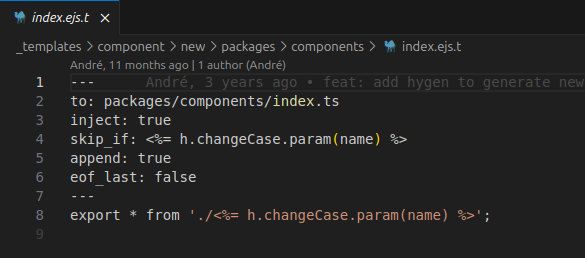 index.ejs.t ×
_templates > component > new > packages > components > index.ejs.t
André, 11 months ago | 1 author (André)
1 --- André, 3 years ago • feat: add hygen to generate new
2 to: packages/components/index.ts
3 inject: true
4 skip_if: <%= h.changeCase.param(name) %>
5 append: true
6 eof_last: false
7 ---
8 export * from './<%= h.changeCase.param(name) %>';
9